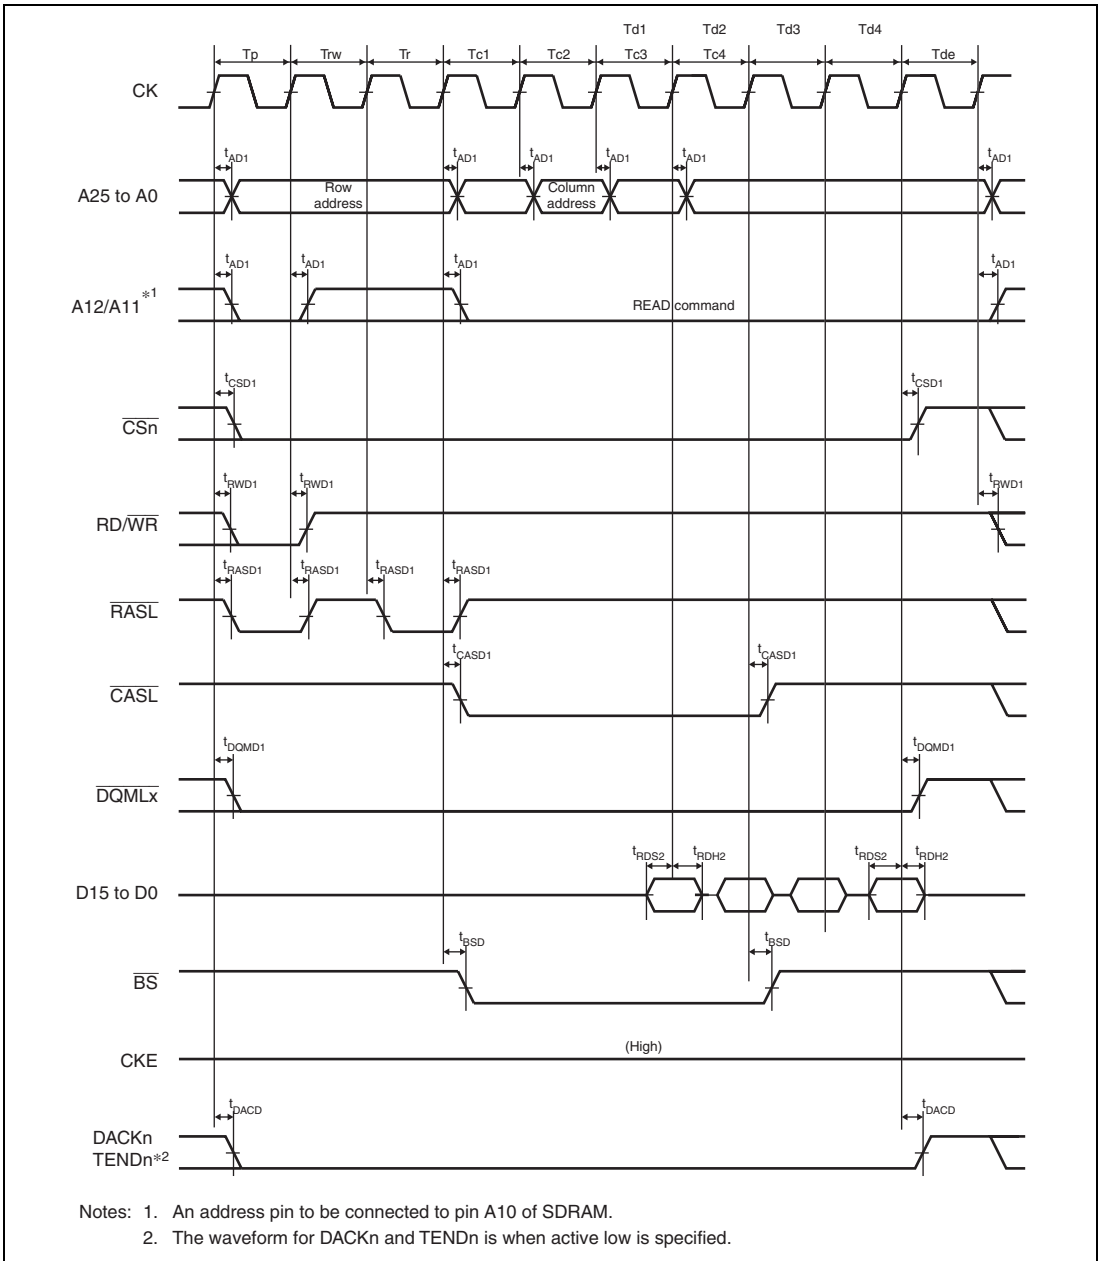 Td1 Td2 Td3 Td4
Tp Trw Tr Tc1 Tc2 Tc3 Tc4 Tde
CK
tAD1 tAD1 tAD1 tAD1 tAD1 tAD1
A25 to A0
Row address
Column address
tAD1 tAD1 tAD1 tAD1
A12/A11*1
READ command
tCSD1 tCSD1
CSn
tRWD1 tRWD1 tRWD1
RD/WR
tRASD1 tRASD1 tRASD1 tRASD1
RASL
tCASD1 tCASD1
CASL
tDQMD1 tDQMD1
DQMLx
tRDS2 tRDH2 tRDS2 tRDH2
D15 to D0
tBSD tBSD
BS
(High)
CKE
tDACD tDACD
DACKn
TENDn*2
Notes: 1. An address pin to be connected to pin A10 of SDRAM.
2. The waveform for DACKn and TENDn is when active low is specified.